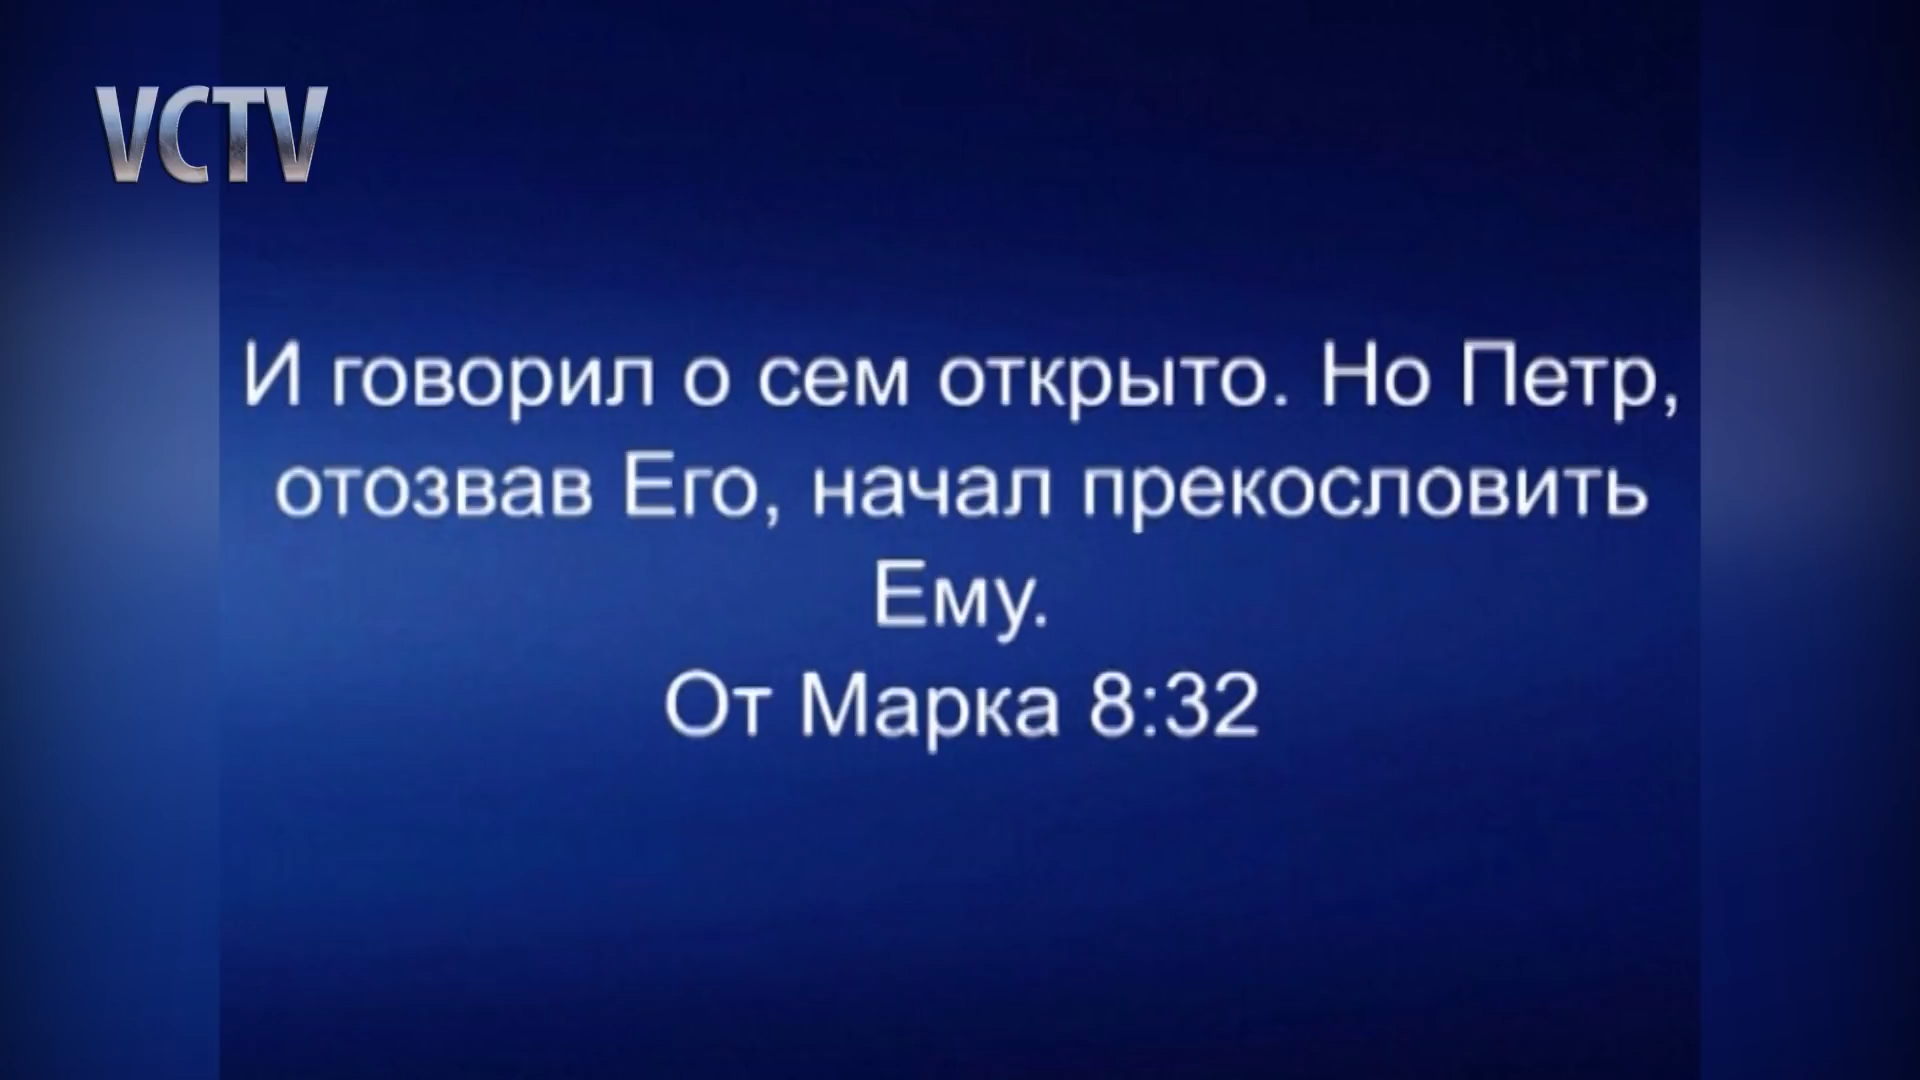 VCTV
И говорил о сем открыто. Но Петр,
отозвав Его, начал прекословить
Ему.
От Марка 8:32